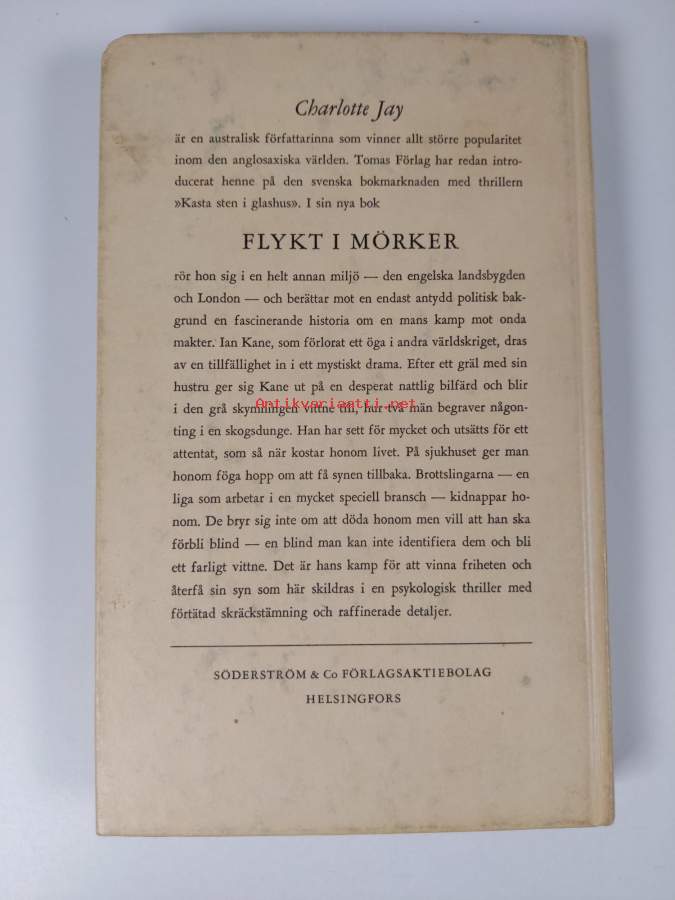 Charlotte Jay
är en australisk författarinna som vinner allt större popularitet
inom den anglosaxiska världen. Tomas Förlag har redan intro-
ducerat henne på den svenska bokmarknaden med thrillern
»Kasta sten i glashus». I sin nya bok
FLYKT I MÖRKER
rör hon sig i en helt annan miljö — den engelska landsbygden
och London — och berättar mot en endast antydd politisk bak-
grund en fascinerande historia om en mans kamp mot onda
makter. Ian Kane, som förlorat ett öga i andra världskriget, dras
av en tillfällighet in i ett mystiskt drama. Efter ett gräl med sin
hustru ger sig Kane ut på en desperat nattlig bilfärd och blir
i den grå skymningen vittne till, hur två män begraver någon-
Antikvariaatti.net
ting i en skogsdunge. Han har sett för mycket och utsätts för ett
attentat, som så när kostar honom livet. På sjukhuset ger man
honom föga hopp om att få synen tillbaka. Brottslingarna — en
liga som arbetar i en mycket speciell bransch — kidnappar ho-
nom. De bryr sig inte om att döda honom men vill att han ska
förbli blind — en blind man kan inte identifiera dem och bli
ett farligt vittne. Det är hans kamp för att vinna friheten och
återfå sin syn som här skildras i en psykologisk thriller med
förtätad skräckstämning och raffinerade detaljer.
SÖDERSTRÖM & Co FÖRLAGSAKTIEBOLAG
HELSINGFORS